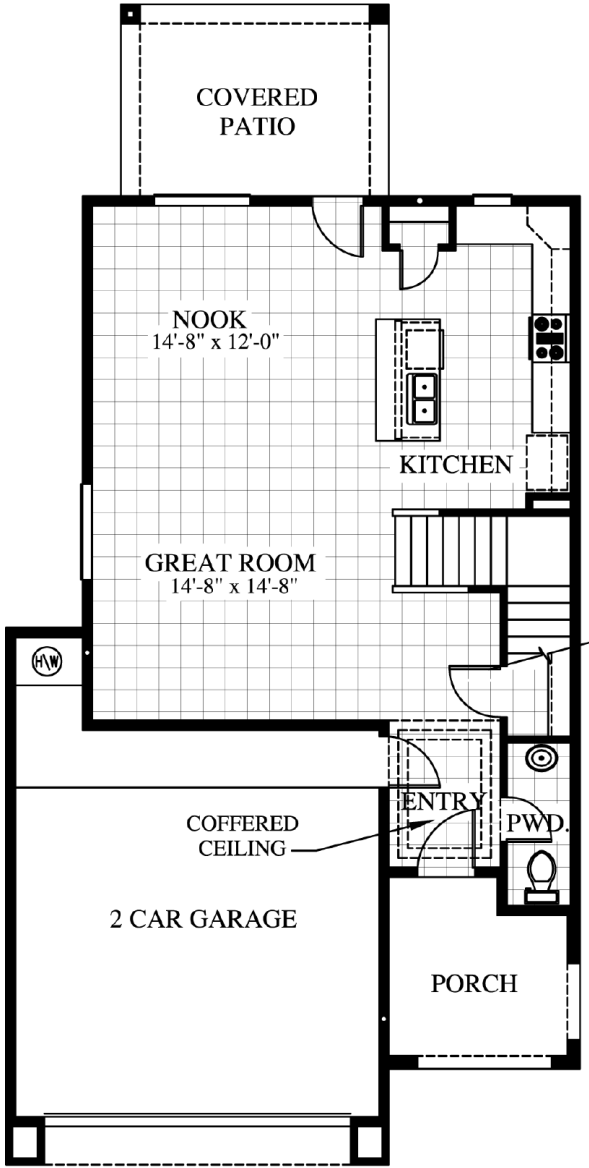 COVERED
PATIO
NOOK
14'-8" x 12'-0"
KITCHEN
GREAT ROOM
14'-8" x 14'-8"
H\W
ENTRY
PWD.
COFFERED
CEILING
2 CAR GARAGE
PORCH